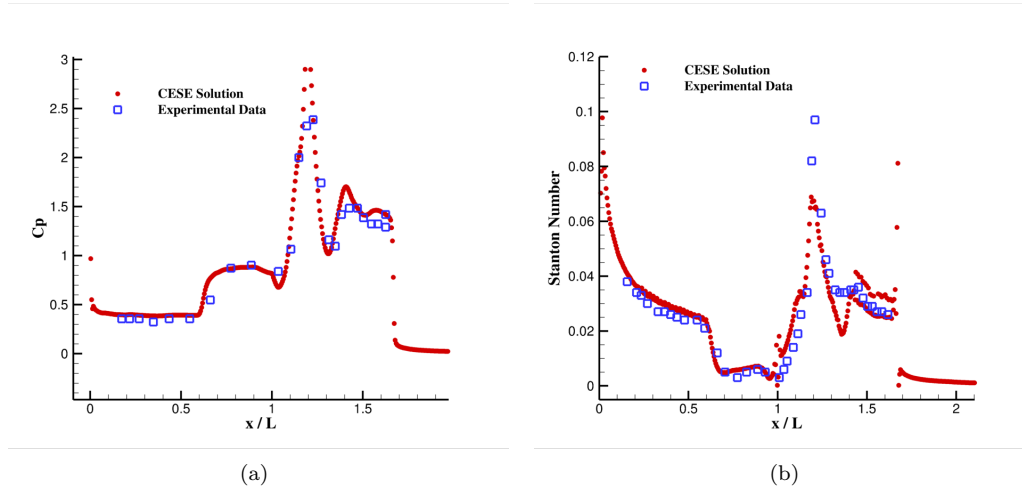 3
2.5
2
1.5
1
0.5
0
Cp
CESE Solution
Experimental Data
0 0.5 1 1.5
x / L
(a)
0.12
0.1
0.08
0.06
0.04
0.02
0
Stanton Number
CESE Solution
Experimental Data
0 0.5 1 1.5 2
x / L
(b)